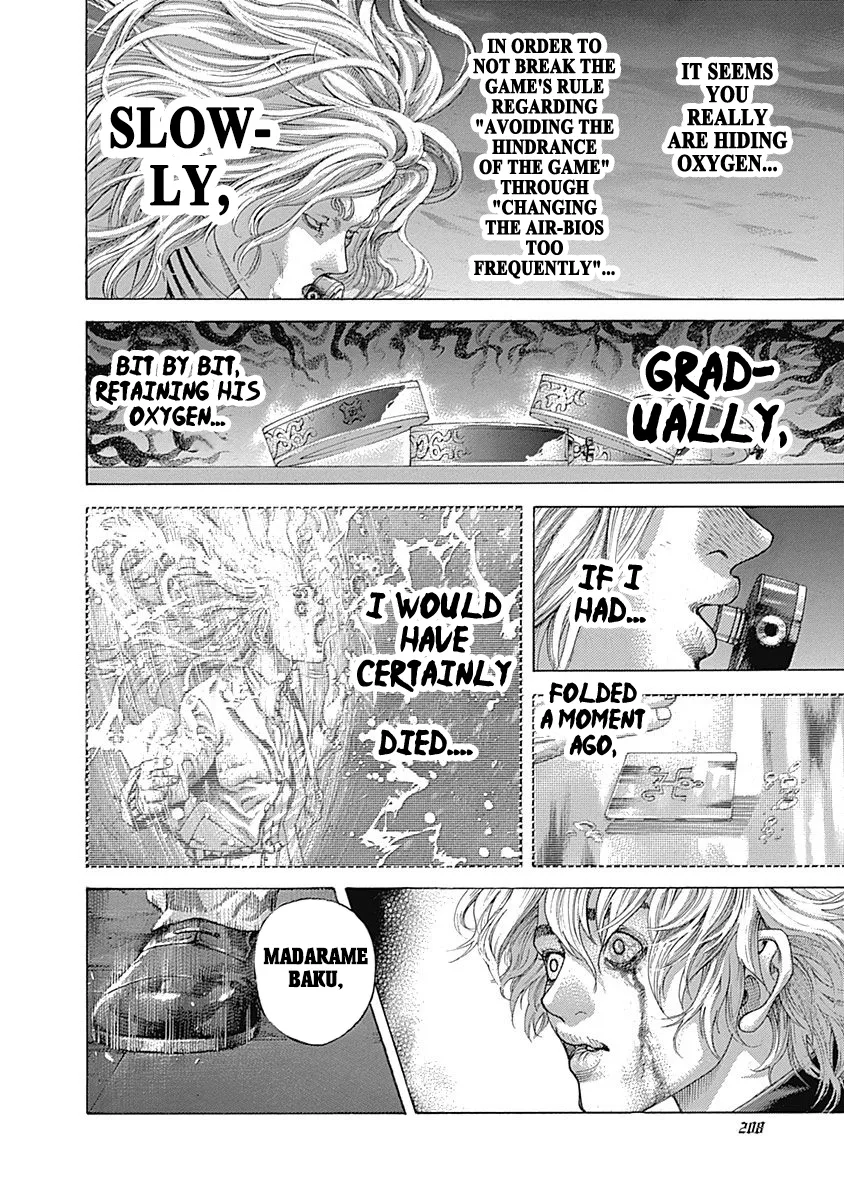 IT SEEMS
YOU
REALLY
ARE HIDING
OXYGEN...
IN ORDER TO
NOT BREAK THE
GAME'S RULE
REGARDING
"AVOIDING THE
HINDRANCE
OF THE GAME"
THROUGH
"CHANGING
THE AIR-BIOS
TOO
FREQUENTLY"...
SLOW-
LY,
GRAD-
UALLY,
BIT BY BIT,
RETAINING HIS
OXYGEN...
IF I
HAD...
FOLDED
A MOMENT
AGO,
I WOULD
HAVE
CERTAINLY
DIED....
MADARAME
BAKU,
208